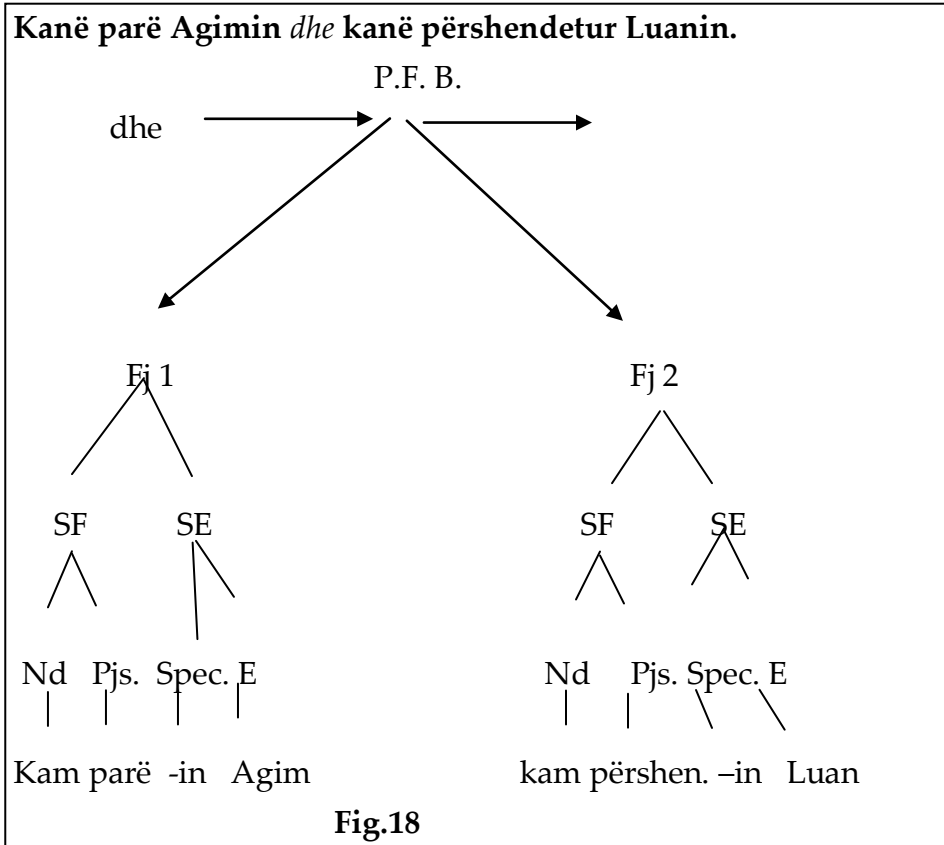 Kanë parë Agimin dhe kanë përshendetur Luanin.
P.F. B.
dhe
Fj 1 Fj 2
SF SE SF SE
Nd Pjs. Spec. E Nd Pjs. Spec. E
Kam parë -in Agim kam përshen. –in Luan
Fig.18